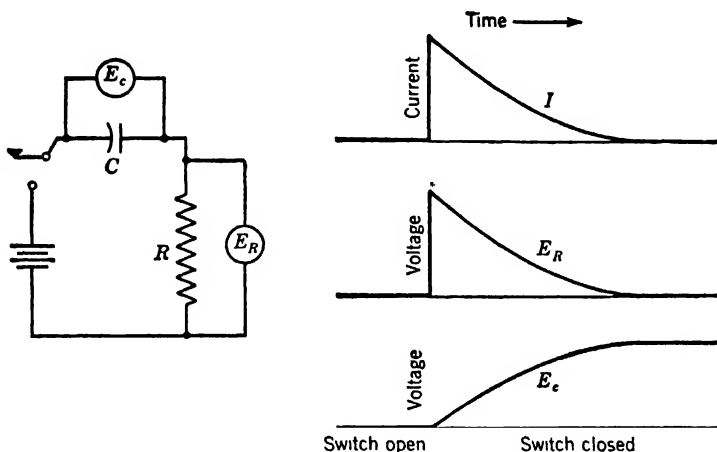 E_c
C
R
E_R
Time
Current
I
Voltage
E_R
Voltage
E_c
Switch open Switch closed